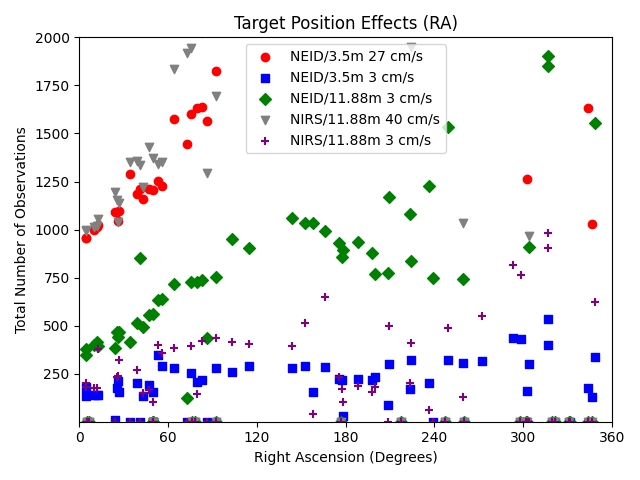 Target Position Effects (RA)
NEID/3.5m 27 cm/s
NEID/3.5m 3 cm/s
NEID/11.88m 3 cm/s
NIRS/11.88m 40 cm/s
NIRS/11.88m 3 cm/s
Total Number of Observations
2000
1750
1500
1250
1000
750
500
250
0
60
120
180
240
300
360
Right Ascension (Degrees)